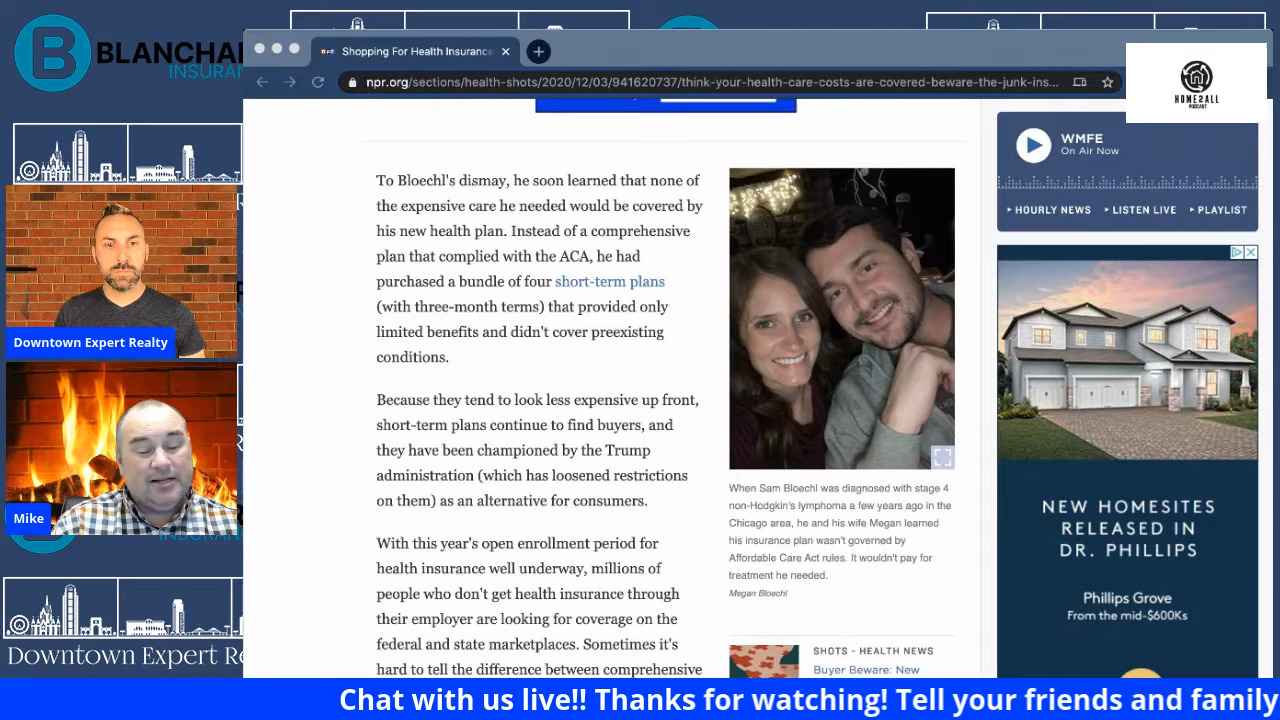 BLANCHA
INSURA
Shopping For Health Insurance
npr.org/sections/health-shots/2020/12/03/941620737/think-your-health-care-costs-are-covered-beware-the-junk-ins...
HOME2ALL
PODCAST
WMFE
On Air Now
HOURLY NEWS
LISTEN LIVE
PLAYLIST
To Bloechl's dismay, he soon learned that none of
the expensive care he needed would be covered by
his new health plan. Instead of a comprehensive
plan that complied with the ACA, he had
purchased a bundle of four short-term plans
(with three-month terms) that provided only
limited benefits and didn't cover preexisting
conditions.
Because they tend to look less expensive up front,
short-term plans continue to find buyers, and
they have been championed by the Trump
administration (which has loosened restrictions
on them) as an alternative for consumers.
With this year's open enrollment period for
health insurance well underway, millions of
people who don't get health insurance through
their employer are looking for coverage on the
federal and state marketplaces. Sometimes it's
hard to tell the difference between comprehensive
When Sam Bloechl was diagnosed with stage 4
non-Hodgkin's lymphoma a few years ago in the
Chicago area, he and his wife Megan learned
his insurance plan wasn't governed by
Affordable Care Act rules. It wouldn't pay for
treatment he needed.
Megan Bloechl
SHOTS - HEALTH NEWS
Buyer Beware: New
NEW HOMESITES
RELEASED IN
DR. PHILLIPS
Phillips Grove
From the mid-$600Ks
Downtown Expert Realty
Mike
Downtown Expert Re
Chat with us live!! Thanks for watching! Tell your friends and family